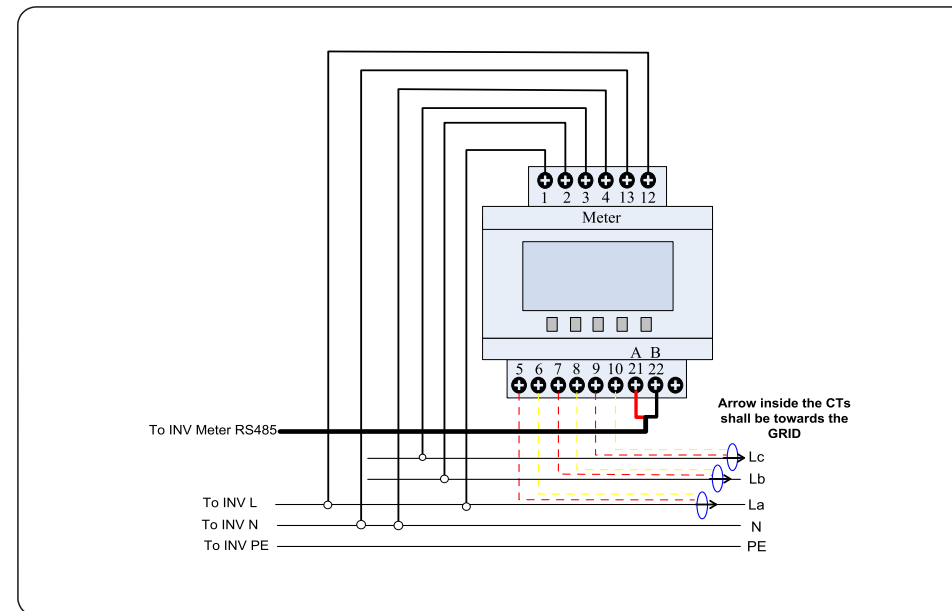 1 2 3 4 13 12
Meter
A B
5 6 7 8 9 10 21 22
Arrow inside the CTs
shall be towards the
GRID
To INV Meter RS485
Lc
Lb
To INV L
La
To INV N
N
To INV PE
PE